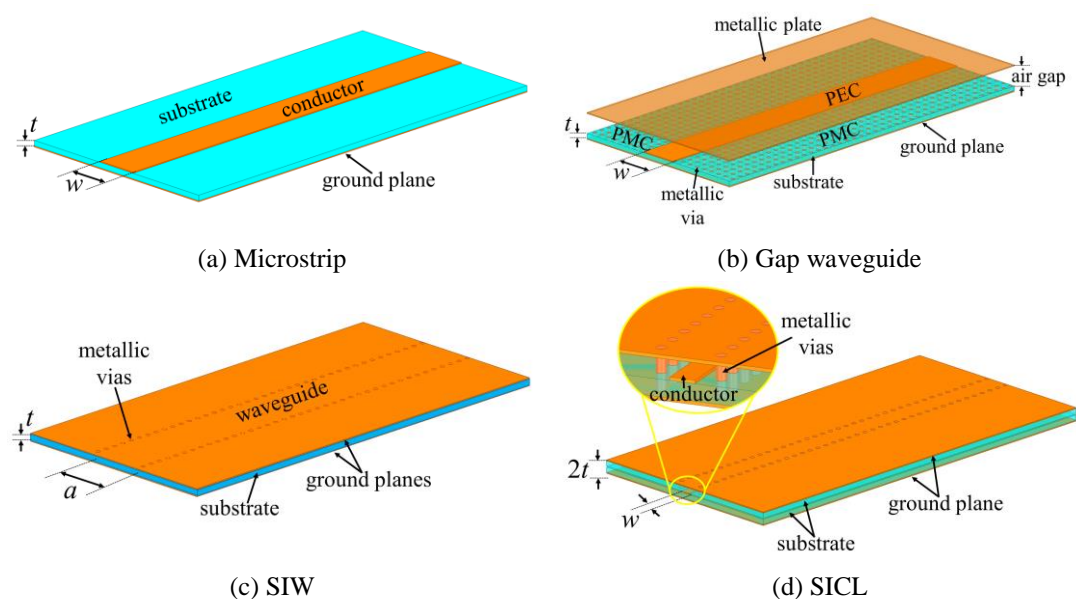 substrate
conductor
t
w
ground plane
(a) Microstrip
metallic plate
air gap
PEC
t
PMC
PMC
ground plane
w
substrate
metallic
via
(b) Gap waveguide
metallic
vias
waveguide
t
a
ground planes
substrate
(c) SIW
metallic
vias
conductor
2t
w
ground plane
substrate
(d) SICL